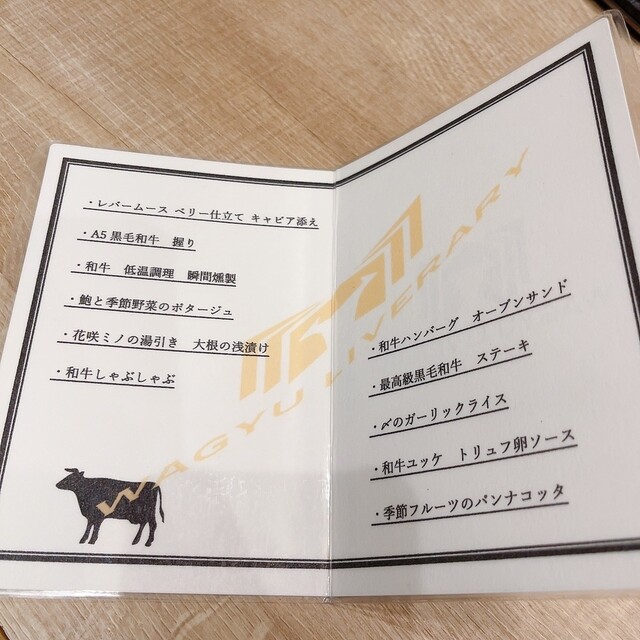 ・レバームース ベリー仕立て キャビア添え
・A5黒毛和牛 握り
・和牛 低温調理 瞬間燻製
・鮑と季節野菜のポタージュ
・花咲ミノの湯引き 大根の浅漬け
・和牛しゃぶしゃぶ
・和牛ハンバーグ オープンサンド
・最高級黒毛和牛 ステーキ
・〆のガーリックライス
・和牛ユッケ トリュフ卵ソース
・季節フルーツのパンナコッタ
WAGYU LIVERARY